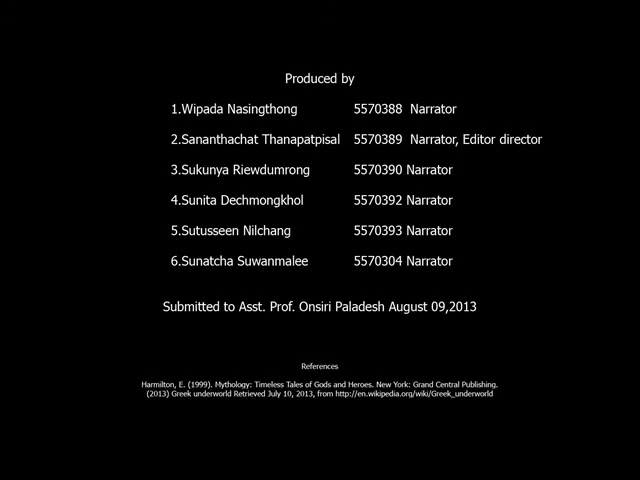 Produced by
1.Wipada Nasingthong 5570388 Narrator
2.Sananthachat Thanapatpisal 5570389 Narrator, Editor director
3.Sukunya Riewdumrong 5570390 Narrator
4.Sunita Dechmongkhol 5570392 Narrator
5.Sutusseen Nilchang 5570393 Narrator
6.Sunatcha Suwanmalee 5570304 Narrator
Submitted to Asst. Prof. Onsiri Paladesh August 09,2013
References
Harmilton, E. (1999). Mythology: Timeless Tales of Gods and Heroes. New York: Grand Central Publishing.
(2013) Greek underworld Retrieved July 10, 2013, from http://en.wikipedia.org/wiki/Greek_underworld